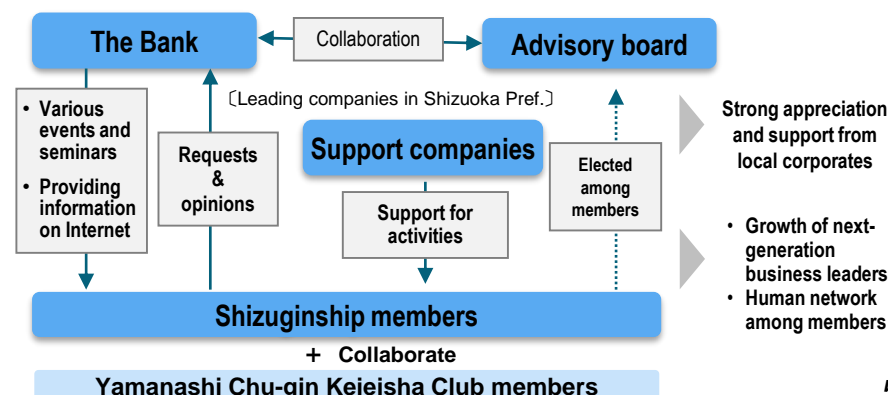 The Bank
Collaboration
Advisory board
〔Leading companies in Shizuoka Pref.〕
• Various
events and
seminars
• Providing
information
on Internet
Requests
&
opinions
Support companies
Support for
activities
Elected
among
members
Strong appreciation
and support from
local corporates
• Growth of next-
generation
business leaders
• Human network
among members
Shizuginship members
+ Collaborate
Yamanashi Chu-gin Keieisha Club members